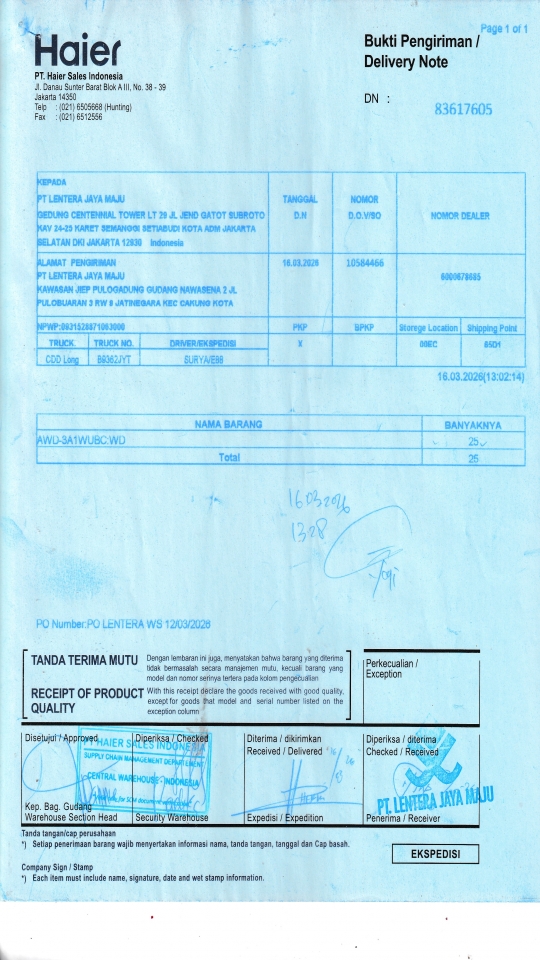 Page 1 of 1
Haier
Bukti Pengiriman /
Delivery Note
PT. Haier Sales Indonesia
Jl. Danau Sunter Barat Blok A III, No. 38 - 39
Jakarta 14350
Telp : (021) 6505668 (Hunting)
Fax : (021) 6512556
DN :
83617605
KEPADA
PT LENTERA JAYA MAJU
GEDUNG CENTENNIAL TOWER LT 29 JL JEND GATOT SUBROTO
KAV 24-25 KARET SEMANGGI SETIABUDI KOTA ADM JAKARTA
SELATAN DKI JAKARTA 12930 Indonesia
TANGGAL
D.N
NOMOR
D.O.V/SO
NOMOR DEALER
ALAMAT PENGIRIMAN
PT LENTERA JAYA MAJU
KAWASAN JIEP PULOGADUNG GUDANG NAWASENA 2 JL
PULOBUARAN 3 RW 8 JATINEGARA KEC CAKUNG KOTA
16.03.2026
10584466
6000678685
NPWP:0931528871063000
PKP
BPKP
Storege Location
Shipping Point
TRUCK
TRUCK NO.
DRIVER/EKSPEDISI
X
09EC
85D1
CDD Long
B9362JYT
SURYA/E88
16.03.2026(13:02:14)
NAMA BARANG
BANYAKNYA
AWD-3A1WUBC:WD
25
Total
25
16032026
1328
Yogi
PO Number:PO LENTERA WS 12/03/2026
TANDA TERIMA MUTU
Dengan lembaran ini juga, menyatakan bahwa barang yang diterima
tidak bermasalah secara manajemen mutu, kecuali barang yang
model dan nomor serinya tertera pada kolom pengecualian
RECEIPT OF PRODUCT
QUALITY
With this receipt declare the goods received with good quality,
except for goods that model and serial number listed on the
exception column
Perkecualian /
Exception
Disetujui / Approved
Diperiksa / Checked
Diterima / dikirimkan
Received / Delivered
Diperiksa / diterima
Checked / Received
PT HAIER SALES INDONESIA
SUPPLY CHAIN MANAGEMENT DEPARTEMENT
CENTRAL WAREHOUSE - INDONESIA
PT. LENTERA JAYA MAJU
Kep. Bag. Gudang
Warehouse Section Head
Security Warehouse
Expedisi / Expedition
Penerima / Receiver
Tanda tangan/cap perusahaan
*) Setiap penerimaan barang wajib menyertakan informasi nama, tanda tangan, tanggal dan Cap basah.
EKSPEDISI
Company Sign / Stamp
*) Each item must include name, signature, date and wet stamp information.